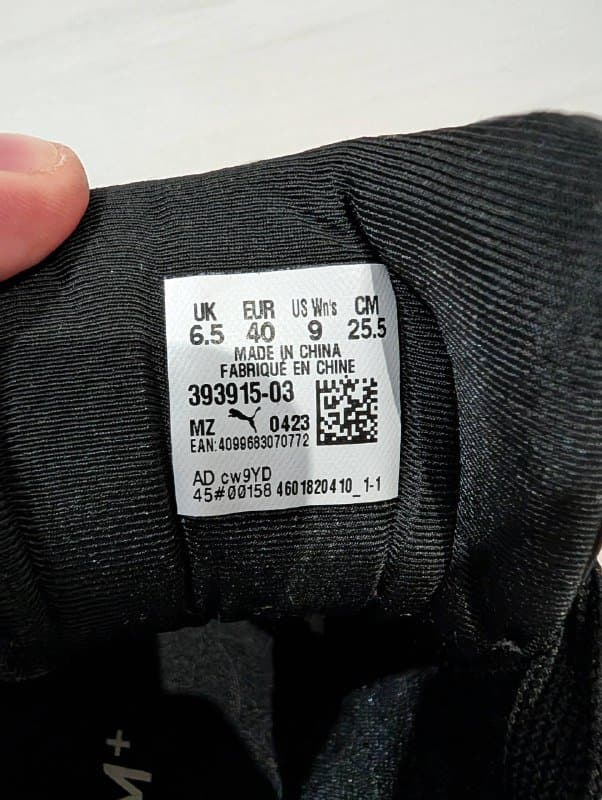 UK EUR US Wn's CM
6.5 40 9 25.5
MADE IN CHINA
FABRIQUÉ EN CHINE
393915-03
MZ 0423
EAN:4099683070772
AD cw9YD
45#00158 4601820410_1-1
M+